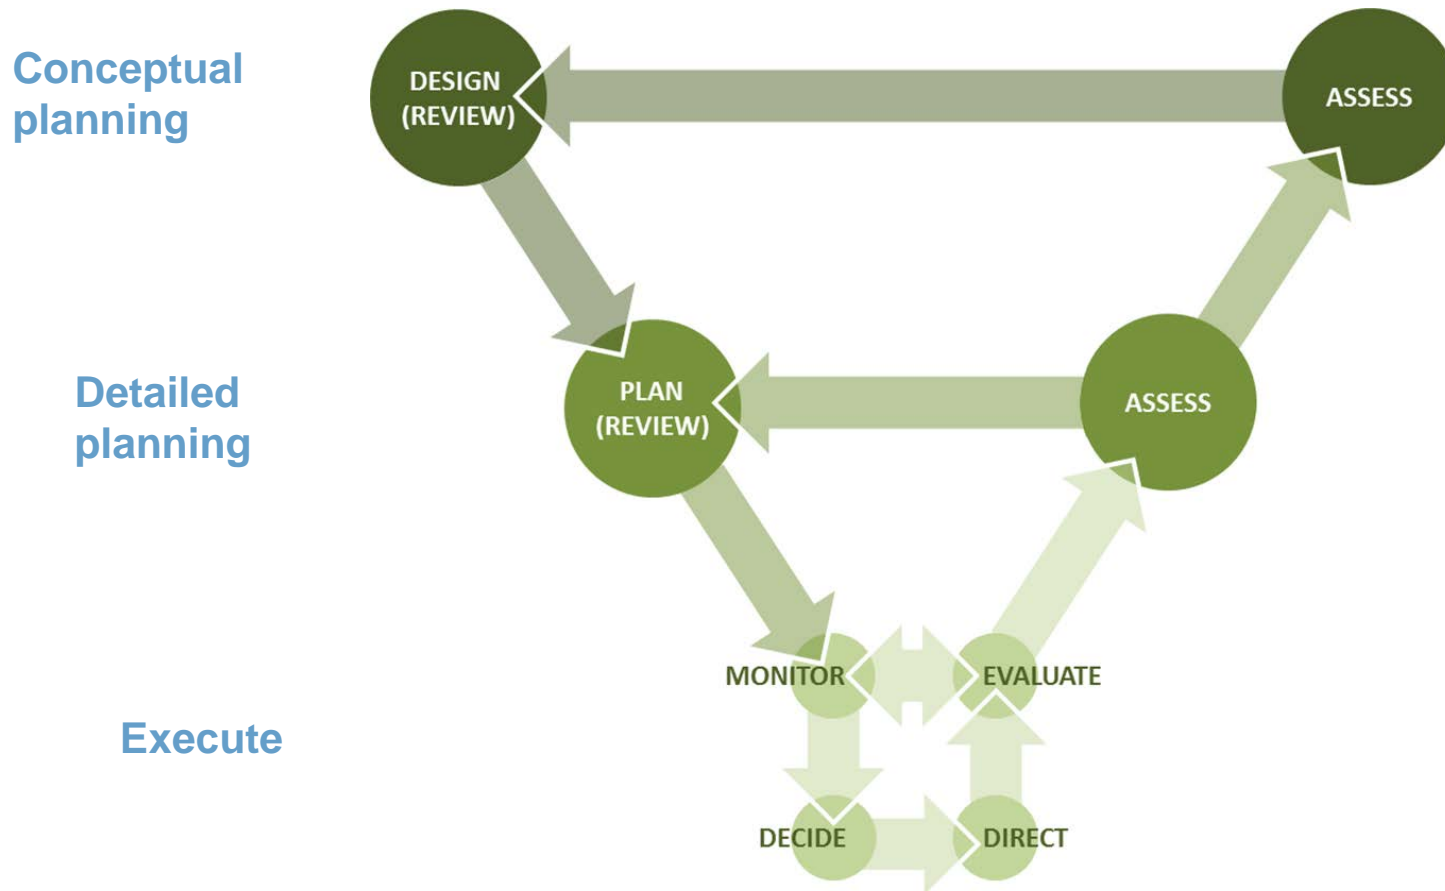 Conceptual
planning
DESIGN
(REVIEW)
ASSESS
Detailed
planning
PLAN
(REVIEW)
ASSESS
Execute
MONITOR
EVALUATE
DECIDE
DIRECT